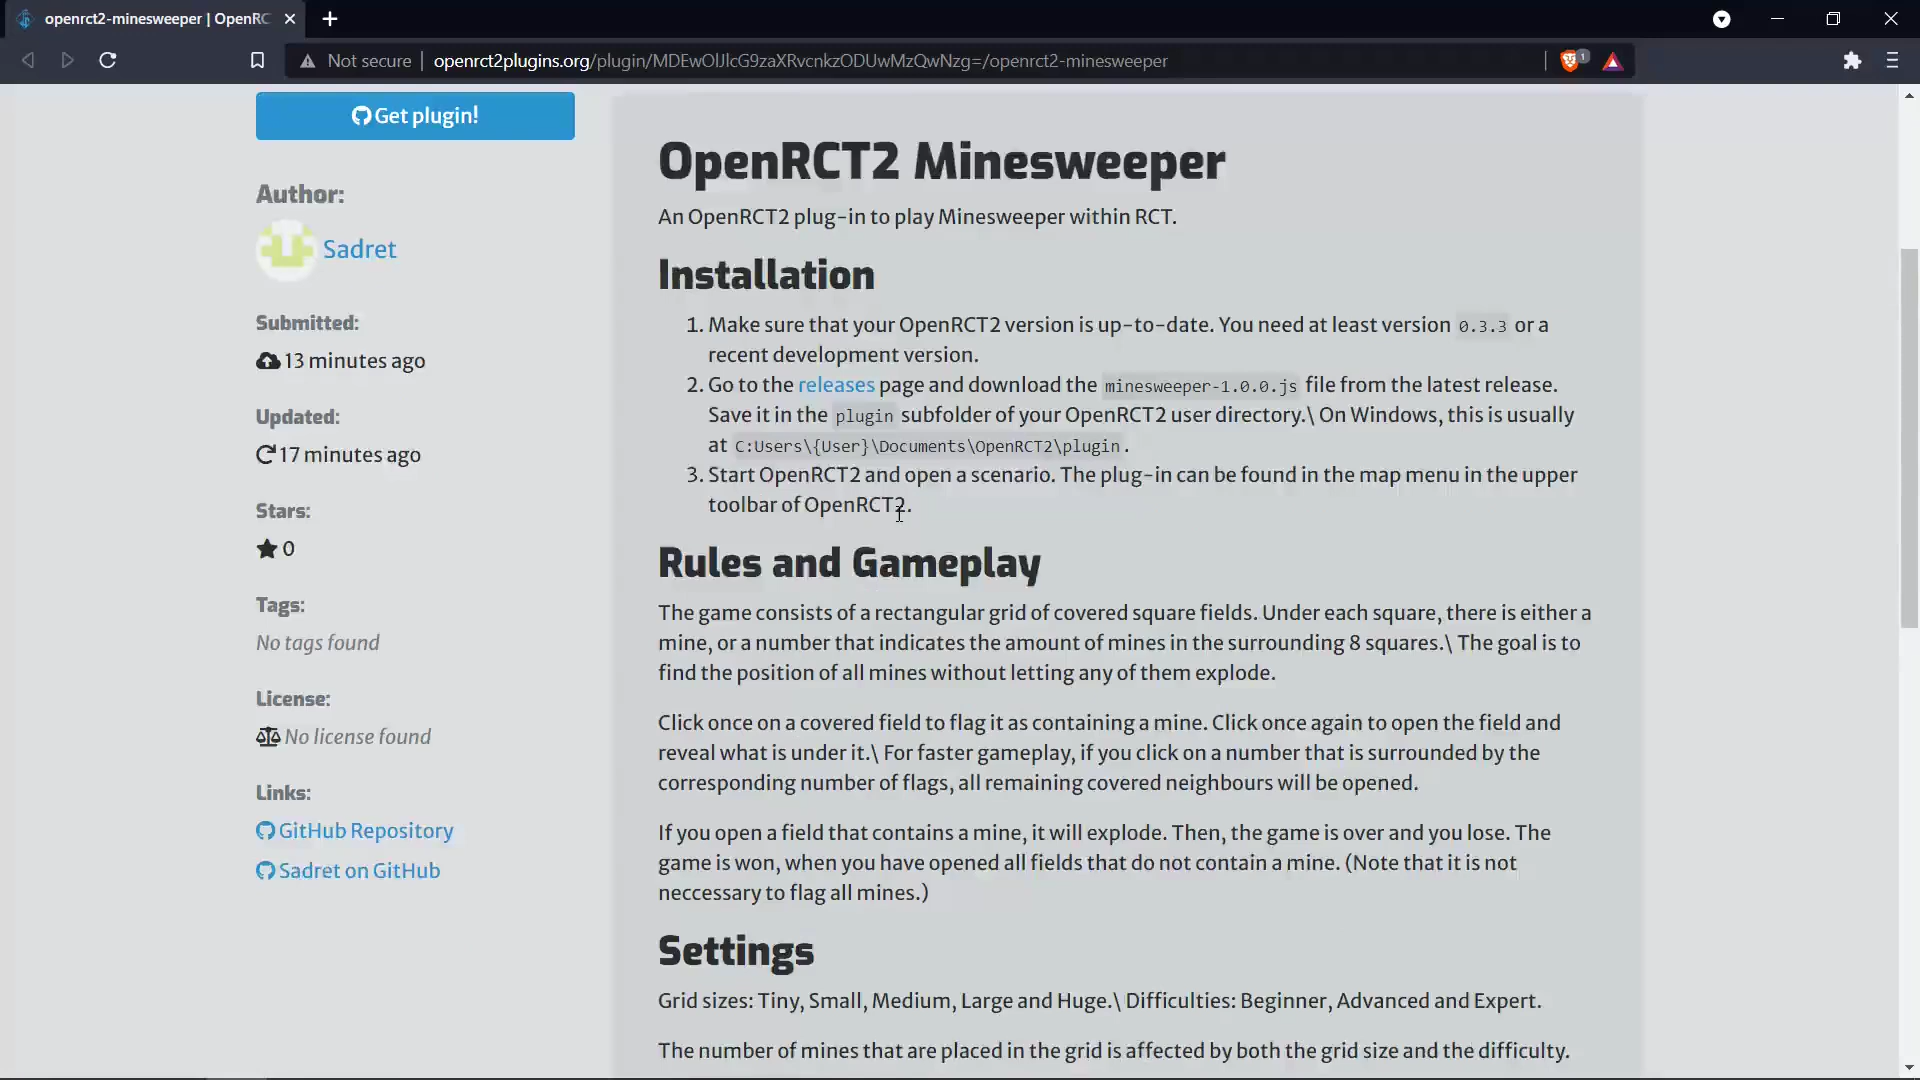 openrct2-minesweeper | OpenRC
Not secure
openrct2plugins.org/plugin/MDEwOlJlcG9zaXRvcnkzODUwMzQwNzg=/openrct2-minesweeper
1
Get plugin!
Author:
Sadret
Submitted:
13 minutes ago
Updated:
17 minutes ago
Stars:
0
Tags:
No tags found
License:
No license found
Links:
GitHub Repository
Sadret on GitHub
OpenRCT2 Minesweeper
An OpenRCT2 plug-in to play Minesweeper within RCT.
Installation
1. Make sure that your OpenRCT2 version is up-to-date. You need at least version 0.3.3 or a
recent development version.
2. Go to the releases page and download the minesweeper-1.0.0.js file from the latest release.
Save it in the plugin subfolder of your OpenRCT2 user directory.\ On Windows, this is usually
at C:Users\{User}\Documents\OpenRCT2\plugin.
3. Start OpenRCT2 and open a scenario. The plug-in can be found in the map menu in the upper
toolbar of OpenRCT2.
Rules and Gameplay
The game consists of a rectangular grid of covered square fields. Under each square, there is either a
mine, or a number that indicates the amount of mines in the surrounding 8 squares.\ The goal is to
find the position of all mines without letting any of them explode.
Click once on a covered field to flag it as containing a mine. Click once again to open the field and
reveal what is under it.\ For faster gameplay, if you click on a number that is surrounded by the
corresponding number of flags, all remaining covered neighbours will be opened.
If you open a field that contains a mine, it will explode. Then, the game is over and you lose. The
game is won, when you have opened all fields that do not contain a mine. (Note that it is not
neccessary to flag all mines.)
Settings
Grid sizes: Tiny, Small, Medium, Large and Huge.\ Difficulties: Beginner, Advanced and Expert.
The number of mines that are placed in the grid is affected by both the grid size and the difficulty.